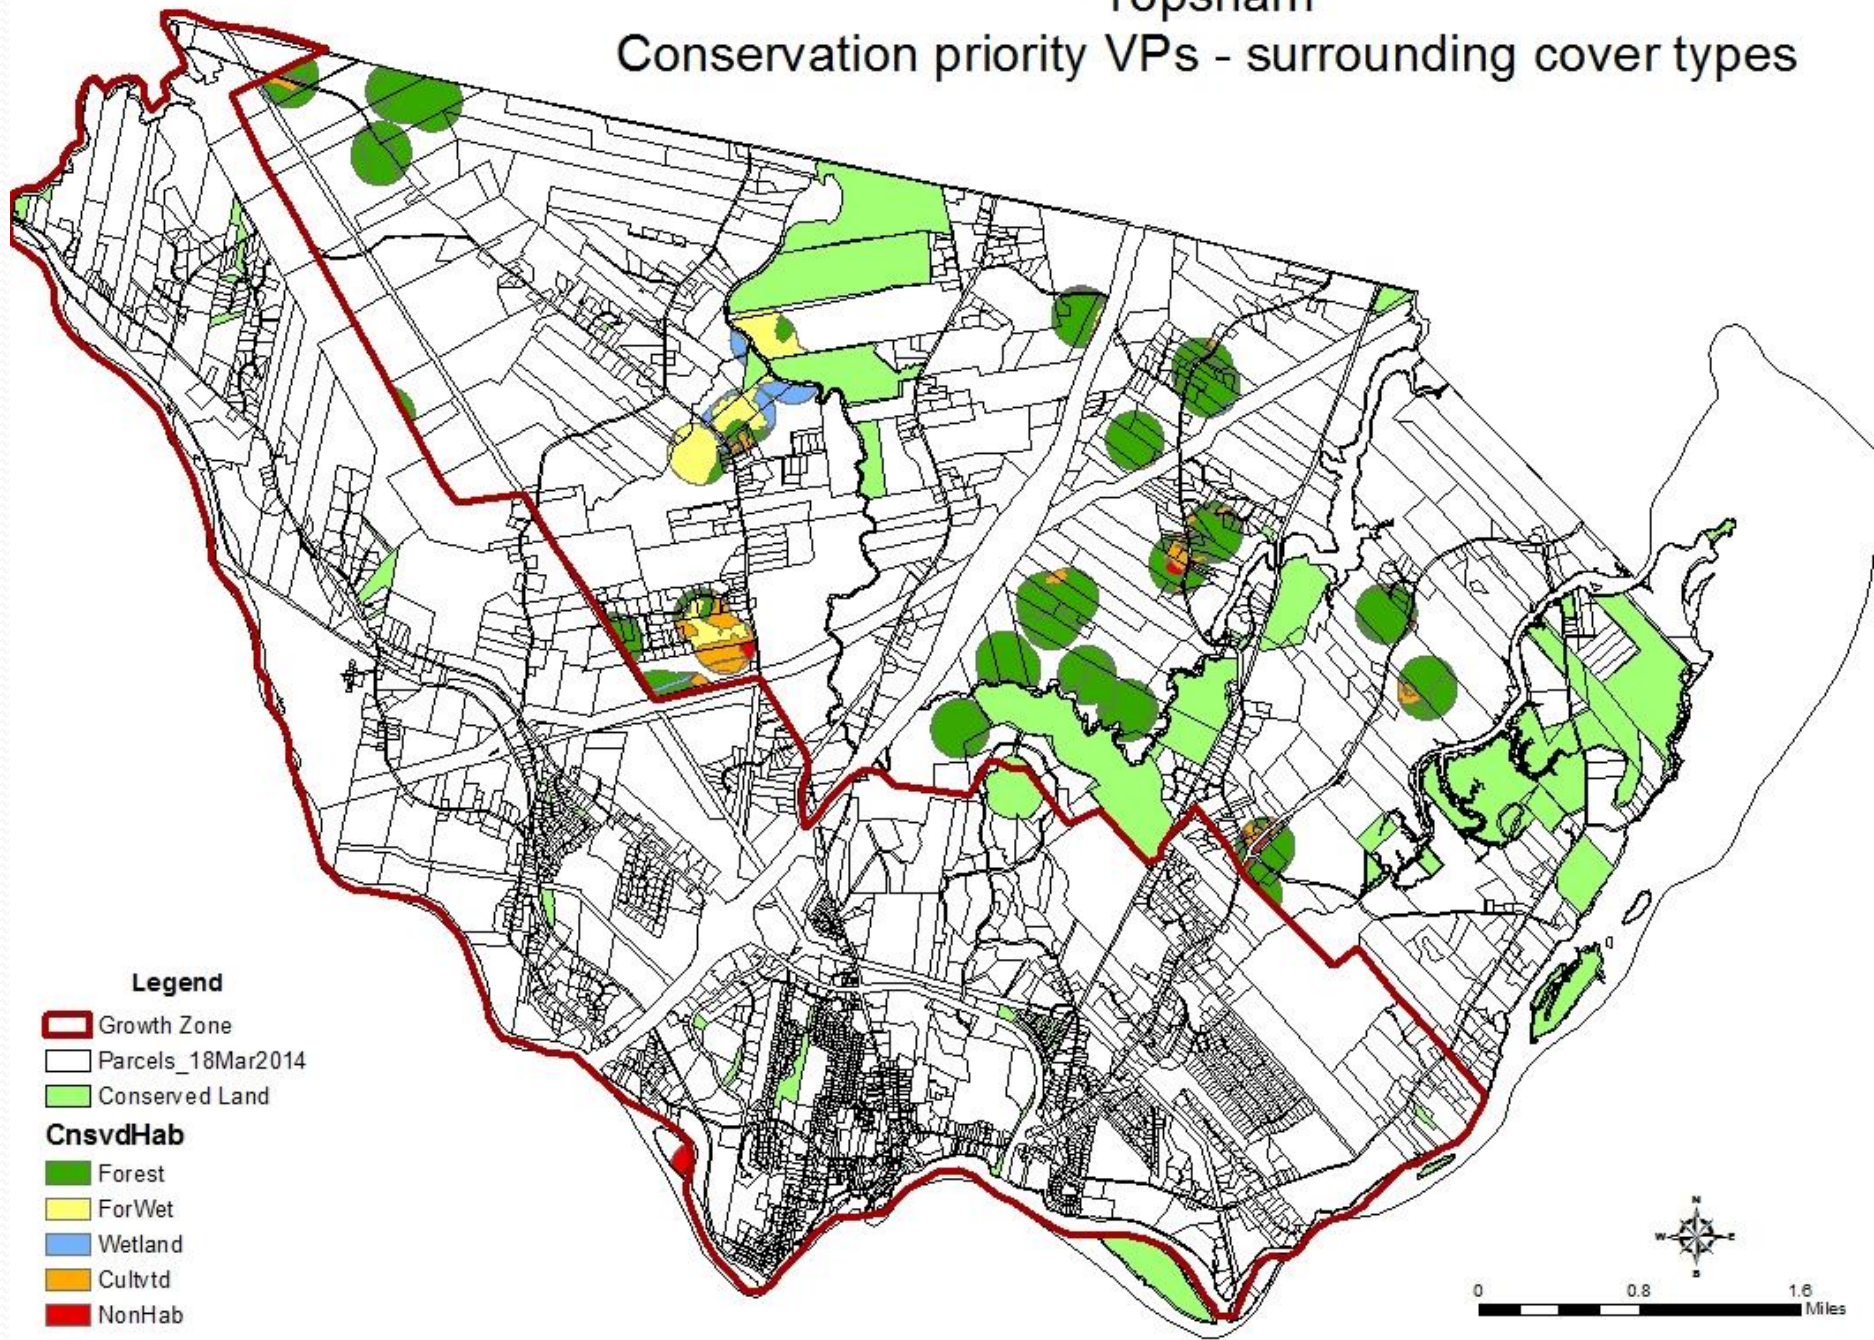 Topsham
Conservation priority VPs - surrounding cover types
Legend
Growth Zone
Parcels_18Mar2014
Conserved Land
CnsvdHab
Forest
ForWet
Wetland
Cultvtd
NonHab
N
W E
S
0 0.8 1.6
Miles